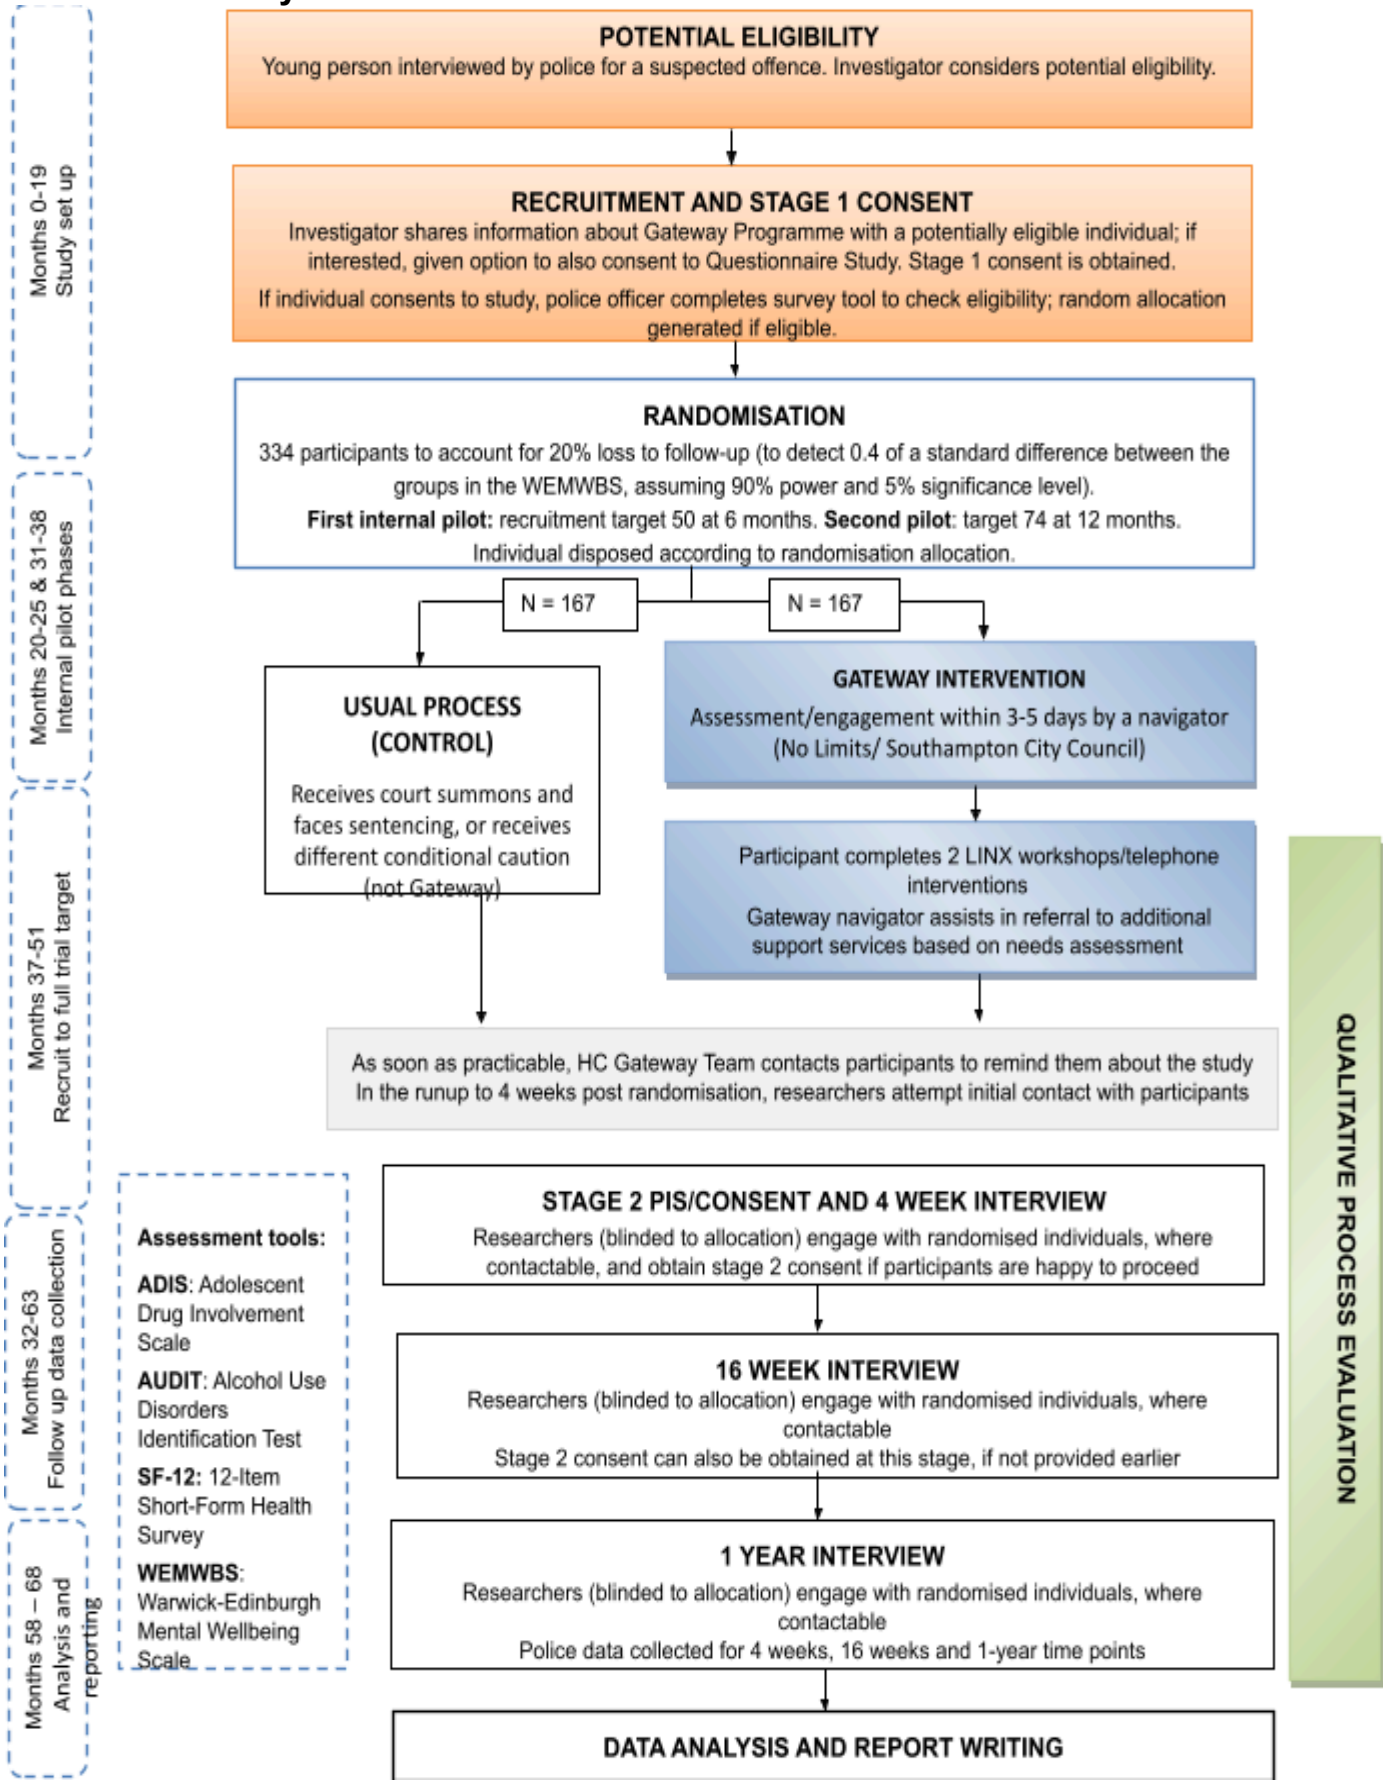 POTENTIAL ELIGIBILITY
Young person interviewed by police for a suspected offence. Investigator considers potential eligibility.
RECRUITMENT AND STAGE 1 CONSENT
Investigator shares information about Gateway Programme with a potentially eligible individual; if
interested, given option to also consent to Questionnaire Study. Stage 1 consent is obtained.
If individual consents to study, police officer completes survey tool to check eligibility; random allocation
generated if eligible.
RANDOMISATION
334 participants to account for 20% loss to follow-up (to detect 0.4 of a standard difference between the
groups in the WEMWBS, assuming 90% power and 5% significance level).
First internal pilot: recruitment target 50 at 6 months. Second pilot: target 74 at 12 months.
Individual disposed according to randomisation allocation.
N = 167
N = 167
USUAL PROCESS
(CONTROL)
Receives court summons and
faces sentencing, or receives
different conditional caution
(not Gateway)
GATEWAY INTERVENTION
Assessment/engagement within 3-5 days by a navigator
(No Limits/ Southampton City Council)
Participant completes 2 LINX workshops/telephone
interventions
Gateway navigator assists in referral to additional
support services based on needs assessment
As soon as practicable, HC Gateway Team contacts participants to remind them about the study
In the runup to 4 weeks post randomisation, researchers attempt initial contact with participants
STAGE 2 PIS/CONSENT AND 4 WEEK INTERVIEW
Researchers (blinded to allocation) engage with randomised individuals, where
contactable, and obtain stage 2 consent if participants are happy to proceed
16 WEEK INTERVIEW
Researchers (blinded to allocation) engage with randomised individuals, where
contactable
Stage 2 consent can also be obtained at this stage, if not provided earlier
1 YEAR INTERVIEW
Researchers (blinded to allocation) engage with randomised individuals, where
contactable
Police data collected for 4 weeks, 16 weeks and 1-year time points
DATA ANALYSIS AND REPORT WRITING
Months 0-19
Study set up
Months 20-25 & 31-38
Internal pilot phases
Months 37-51
Recruit to full trial target
Months 32-63
Follow up data collection
Months 58 – 68
Analysis and
reporting
Assessment tools:
ADIS: Adolescent
Drug Involvement
Scale
AUDIT: Alcohol Use
Disorders
Identification Test
SF-12: 12-Item
Short-Form Health
Survey
WEMWBS:
Warwick-Edinburgh
Mental Wellbeing
Scale
QUALITATIVE PROCESS EVALUATION